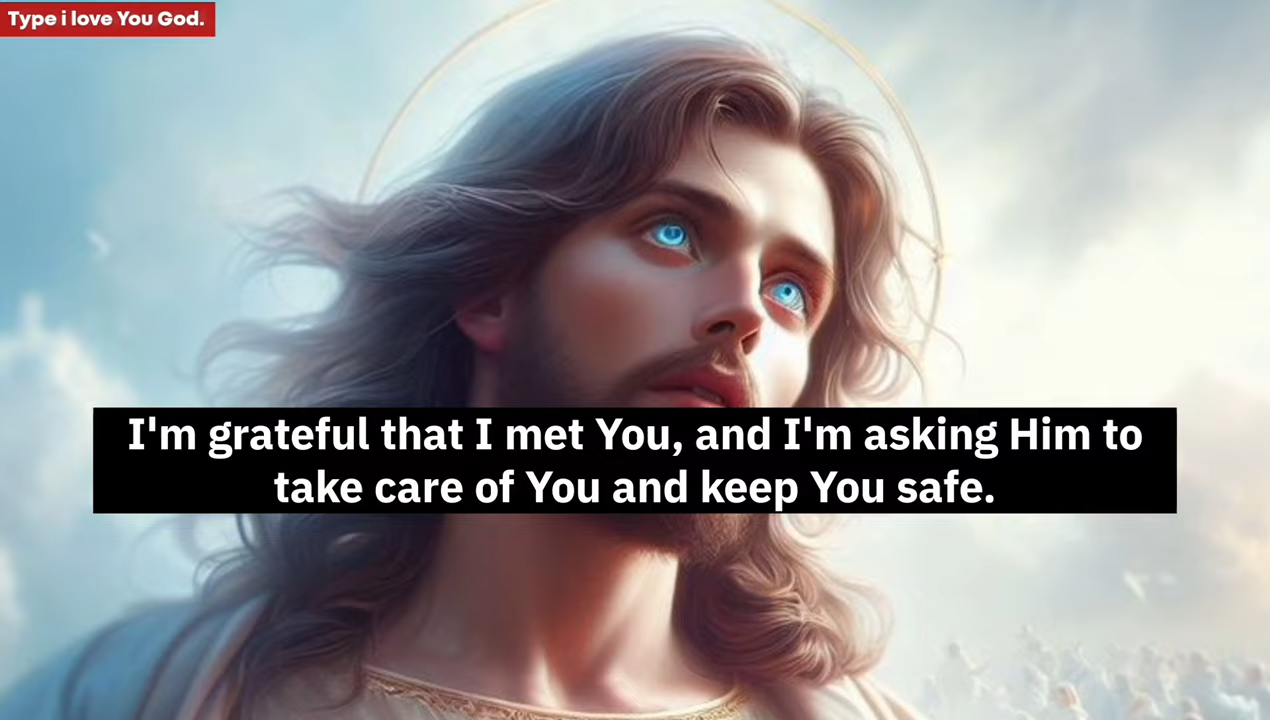 Type i love You God.
I'm grateful that I met You, and I'm asking Him to
take care of You and keep You safe.